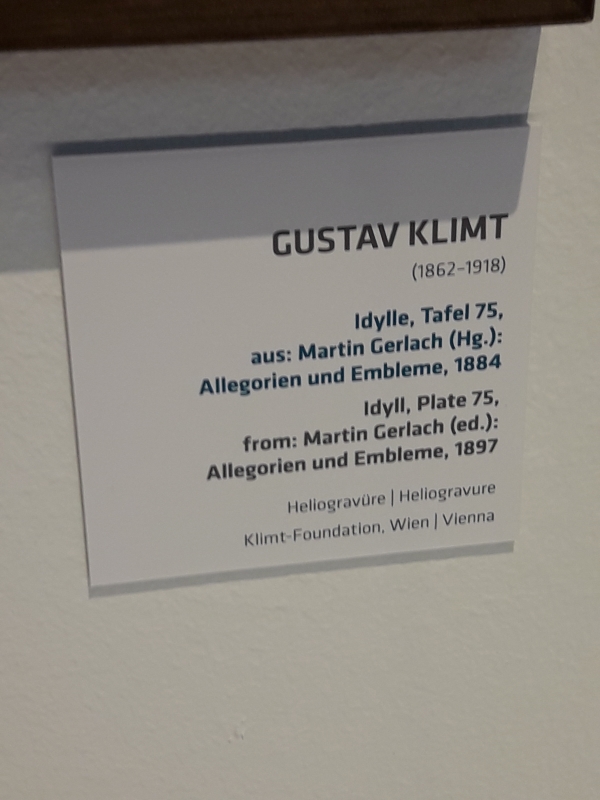 GUSTAV KLIMT
(1862–1918)
Idylle, Tafel 75,
aus: Martin Gerlach (Hg.):
Allegorien und Embleme, 1884
Idyll, Plate 75,
from: Martin Gerlach (ed.):
Allegorien und Embleme, 1897
Heliogravüre | Heliogravure
Klimt-Foundation, Wien | Vienna